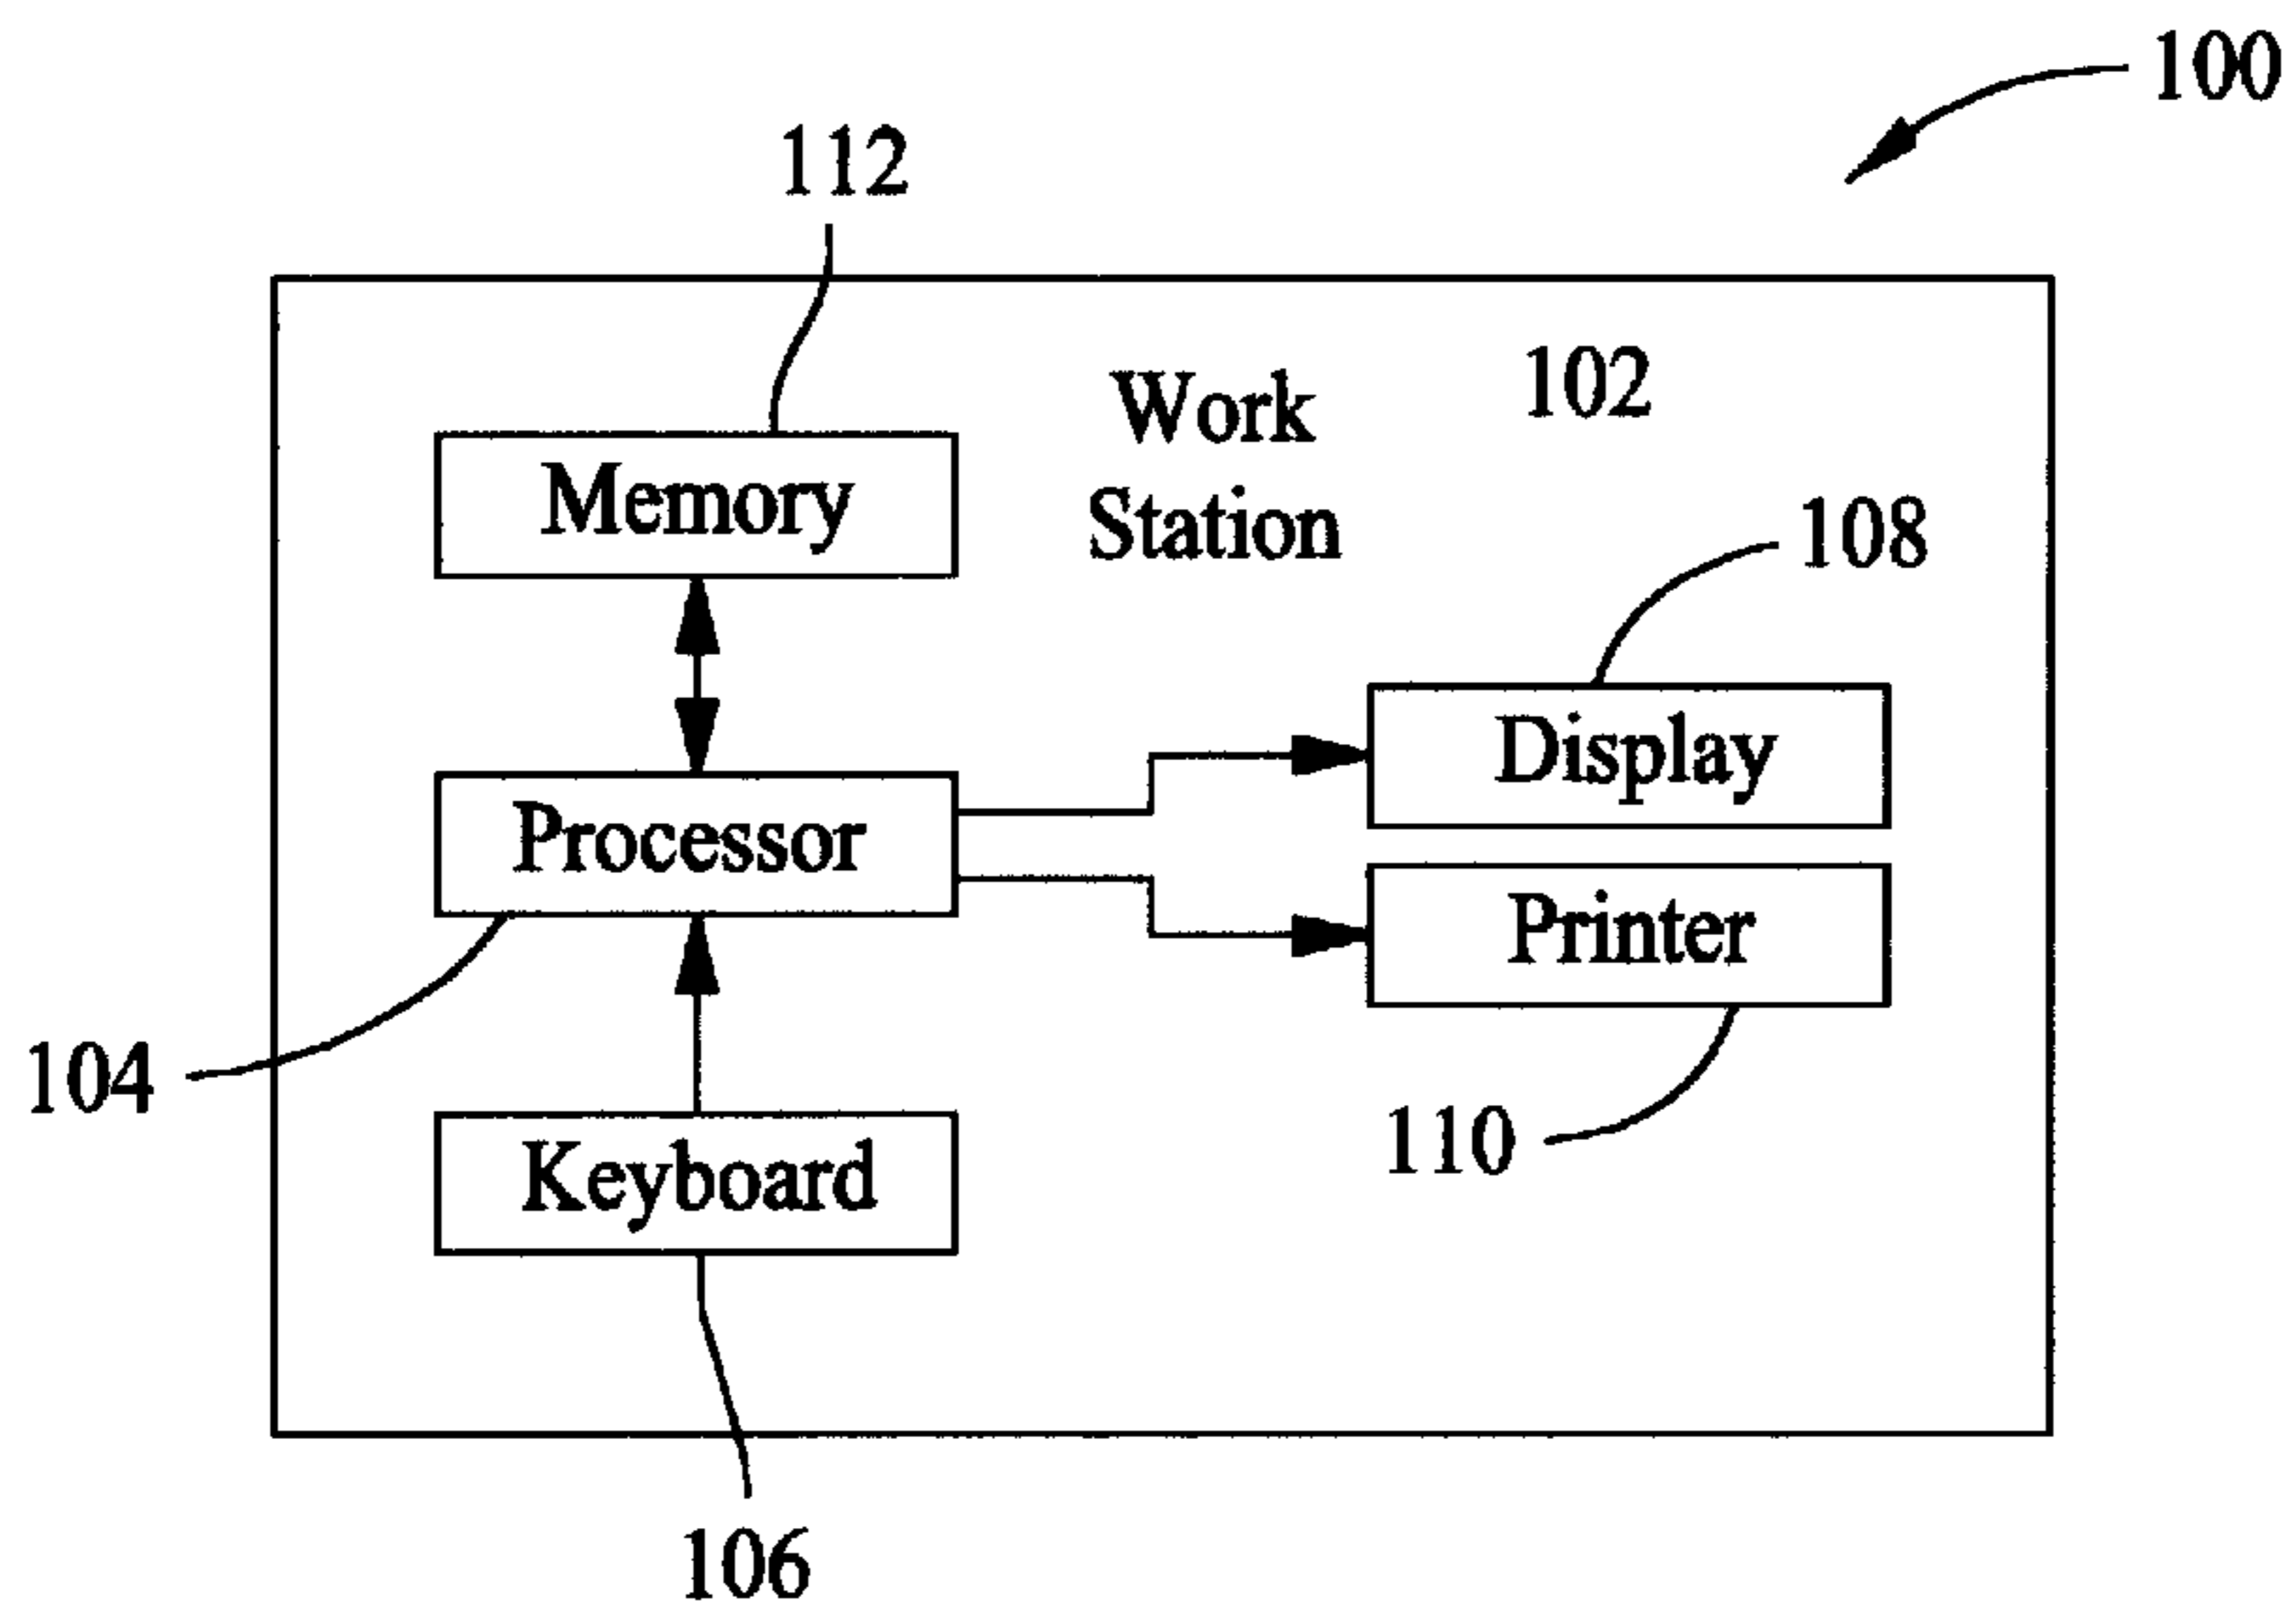 100
112
Work
Station
102
Memory
108
Display
Processor
Printer
104
110
Keyboard
106